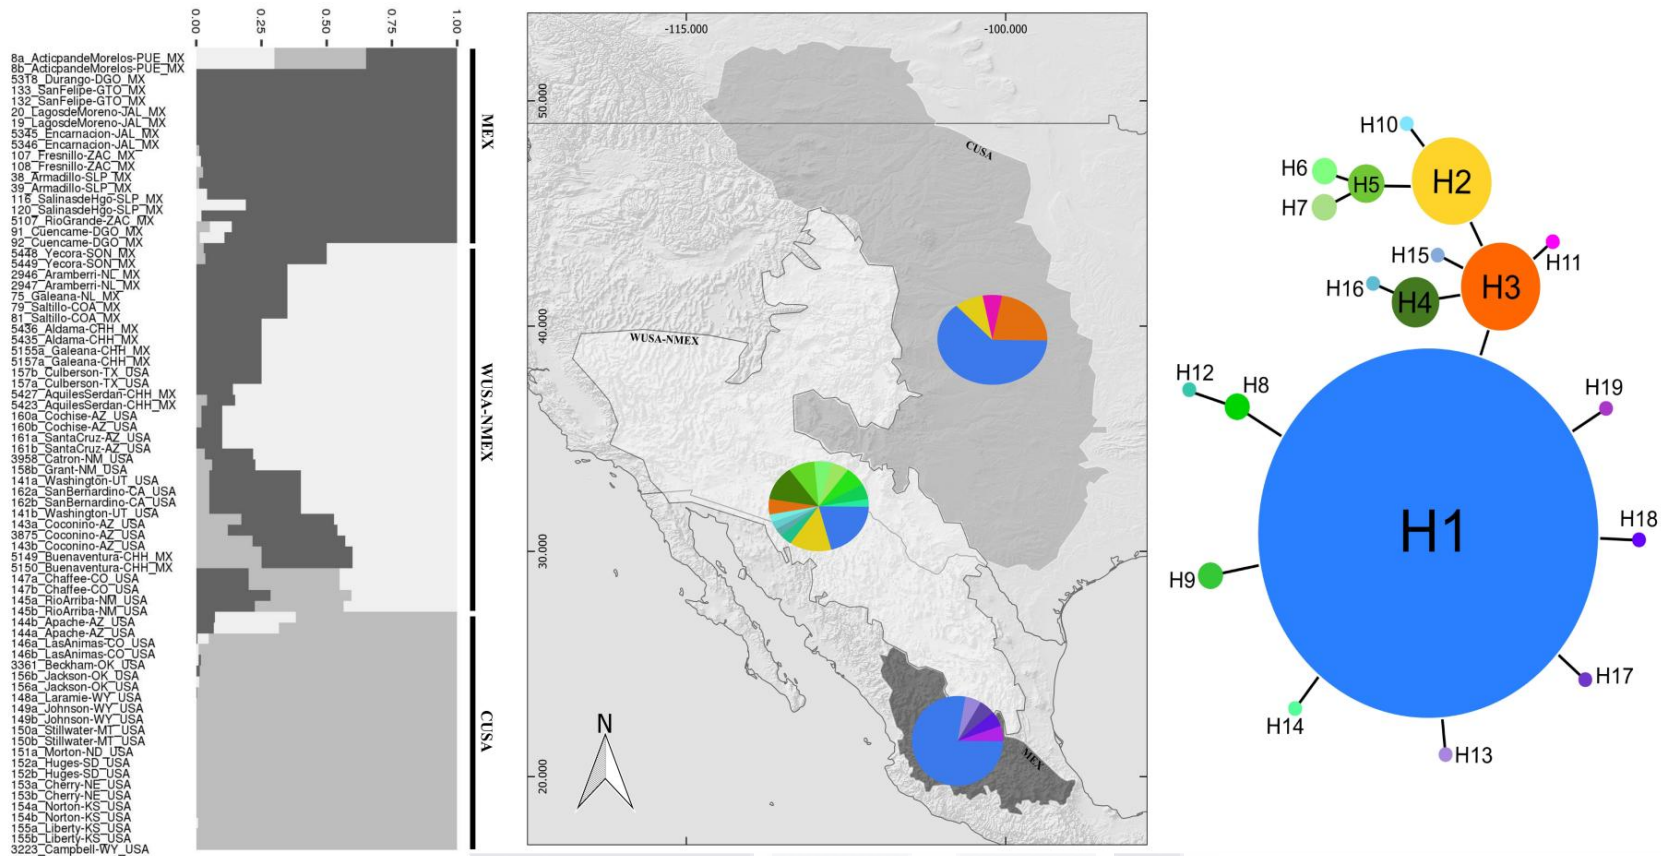 0.00
0.25
0.50
0.75
1.00
8a_ActicpandeMorelos-PUE_MX
8b_ActicpandeMorelos-PUE_MX
5318_Durango-DGO_MX
133_SanFelipe-GTO_MX
132_SanFelipe-GTO_MX
20_LagosdeMoreno-JAL_MX
19_LagosdeMoreno-JAL_MX
5345_Encarnacion-JAL_MX
5346_Encarnacion-JAL_MX
107_Fresnillo-ZAC_MX
108_Fresnillo-ZAC_MX
38_Armadillo-SLP_MX
39_Armadillo-SLP_MX
116_SalinasdeHgo-SLP_MX
120_SalinasdeHgo-SLP_MX
5107_RioGrande-ZAC_MX
91_Cuencame-DGO_MX
92_Cuencame-DGO_MX
5448_Yecora-SON_MX
5449_Yecora-SON_MX
2946_Aramberri-NL_MX
2947_Aramberri-NL_MX
75_Galeana-NL_MX
79_Saltillo-COA_MX
81_Saltillo-COA_MX
5436_Aldama-CHH_MX
5435_Aldama-CHH_MX
5155a_Galeana-CHH_MX
5157a_Galeana-CHH_MX
157b_Culberson-TX_USA
157a_Culberson-TX_USA
5427_AquilesSerdan-CHH_MX
5423_AquilesSerdan-CHH_MX
160a_Cochise-AZ_USA
160b_Cochise-AZ_USA
161a_SantaCruz-AZ_USA
161b_SantaCruz-AZ_USA
3958_Catron-NM_USA
158b_Grant-NM_USA
141a_Washington-UT_USA
162a_SanBernardino-CA_USA
162b_SanBernardino-CA_USA
141b_Washington-UT_USA
143a_Coconino-AZ_USA
3875_Coconino-AZ_USA
143b_Coconino-AZ_USA
5149_Buenaventura-CHH_MX
5150_Buenaventura-CHH_MX
147a_Chaffee-CO_USA
147b_Chaffee-CO_USA
145a_RioArriba-NM_USA
145b_RioArriba-NM_USA
144b_Apache-AZ_USA
144a_Apache-AZ_USA
146a_LasAnimas-CO_USA
146b_LasAnimas-CO_USA
3361_Beckham-OK_USA
156b_Jackson-OK_USA
156a_Jackson-OK_USA
148a_Laramie-WY_USA
149a_Johnson-WY_USA
149b_Johnson-WY_USA
150a_Stillwater-MT_USA
150b_Stillwater-MT_USA
151a_Morton-ND_USA
152a_Huges-SD_USA
152b_Huges-SD_USA
153a_Cherry-NE_USA
153b_Cherry-NE_USA
154a_Norton-KS_USA
154b_Norton-KS_USA
155a_Liberty-KS_USA
155b_Liberty-KS_USA
3223_Campbell-WY_USA
MEX
WUSA-NMEX
CUSA
-115.000
-100.000
50.000
40.000
30.000
20.000
CUSA
WUSA-NMEX
MEX
N
H10
H6
H5
H2
H7
H15
H11
H16
H4
H3
H12
H8
H19
H1
H18
H9
H17
H14
H13